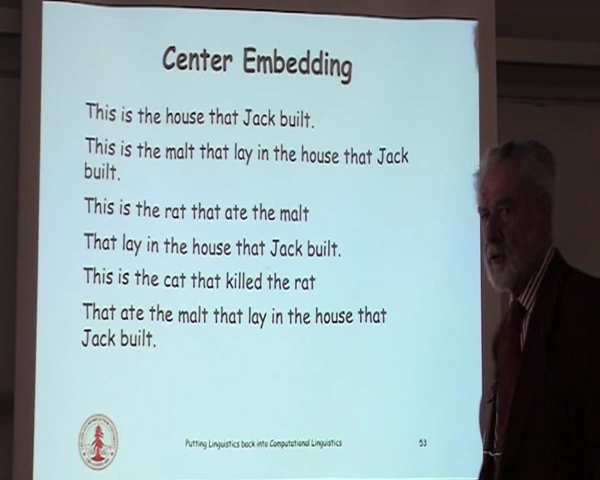 Center Embedding
This is the house that Jack built.
This is the malt that lay in the house that Jack
built.
This is the rat that ate the malt
That lay in the house that Jack built.
This is the cat that killed the rat
That ate the malt that lay in the house that
Jack built.
Putting Linguistics back into Computational Linguistics
53